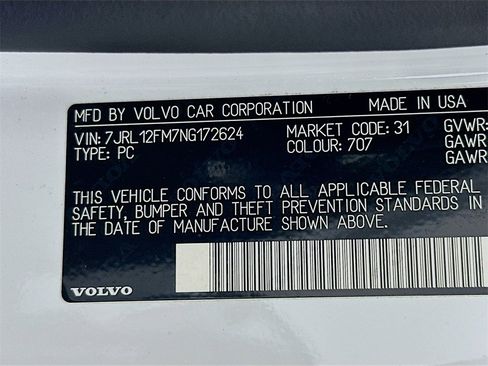 MFD BY VOLVO CAR CORPORATION MADE IN USA
VIN: 7JRL12FM7NG172624 MARKET CODE: 31 GVWR:
TYPE: PC COLOUR: 707 GAWR
GAWR
THIS VEHICLE CONFORMS TO ALL APPLICABLE FEDERAL
SAFETY, BUMPER AND THEFT PREVENTION STANDARDS IN
THE DATE OF MANUFACTURE SHOWN ABOVE.
VOLVO